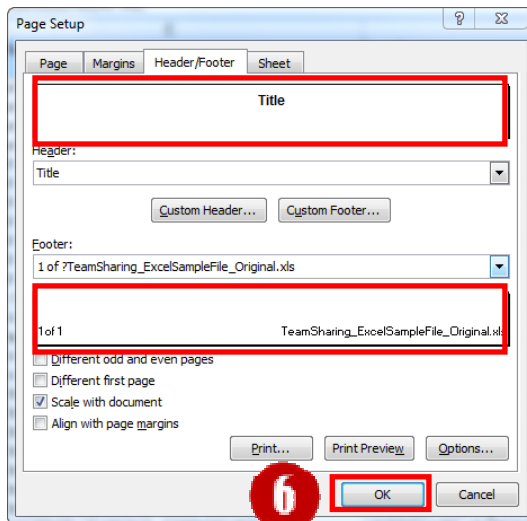 Page Setup
Page Margins Header/Footer Sheet
Title
Header:
Title
Custom Header... Custom Footer...
Footer:
1 of ?TeamSharing_ExcelSampleFile_Original.xls
1 of 1 TeamSharing_ExcelSampleFile_Original.xls
Different odd and even pages
Different first page
Scale with document
Align with page margins
Print... Print Preview Options...
6 OK Cancel